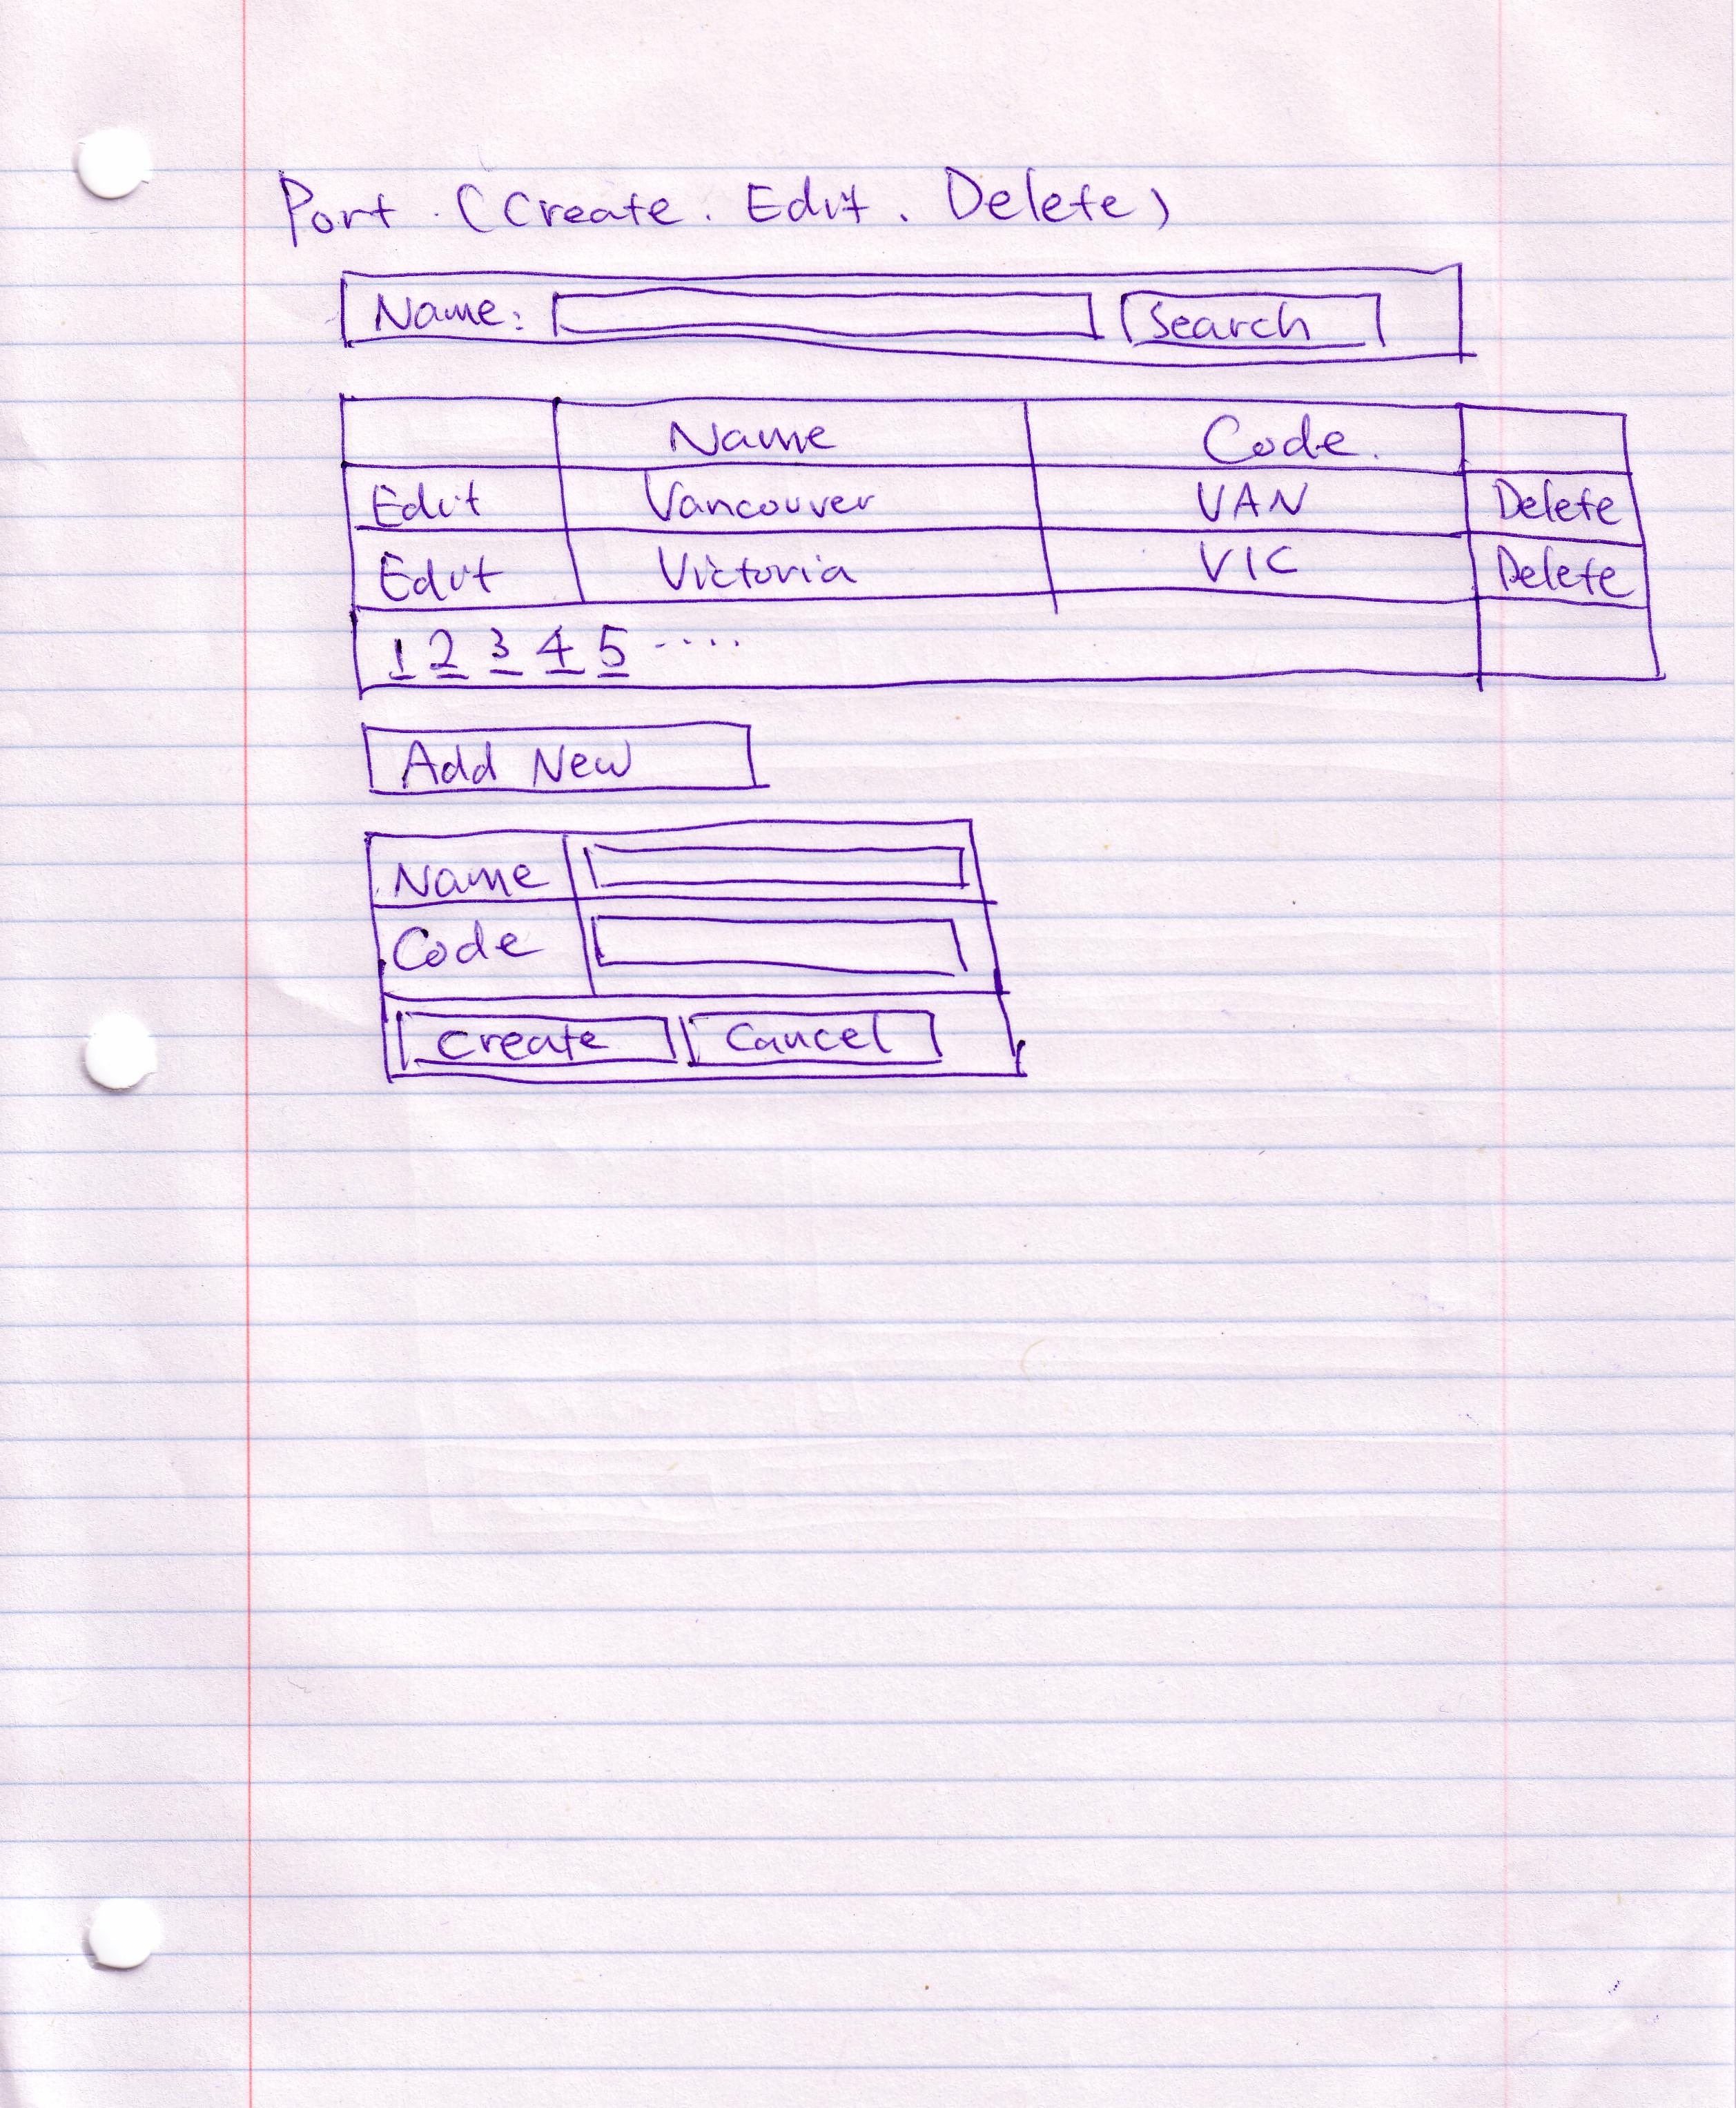 Port . (Create . Edit . Delete)
Name: Search
Name Code.
Edit Vancouver VAN Delete
Edit Victoria VIC Delete
1 2 3 4 5 ....
Add New
Name
Code
Create Cancel